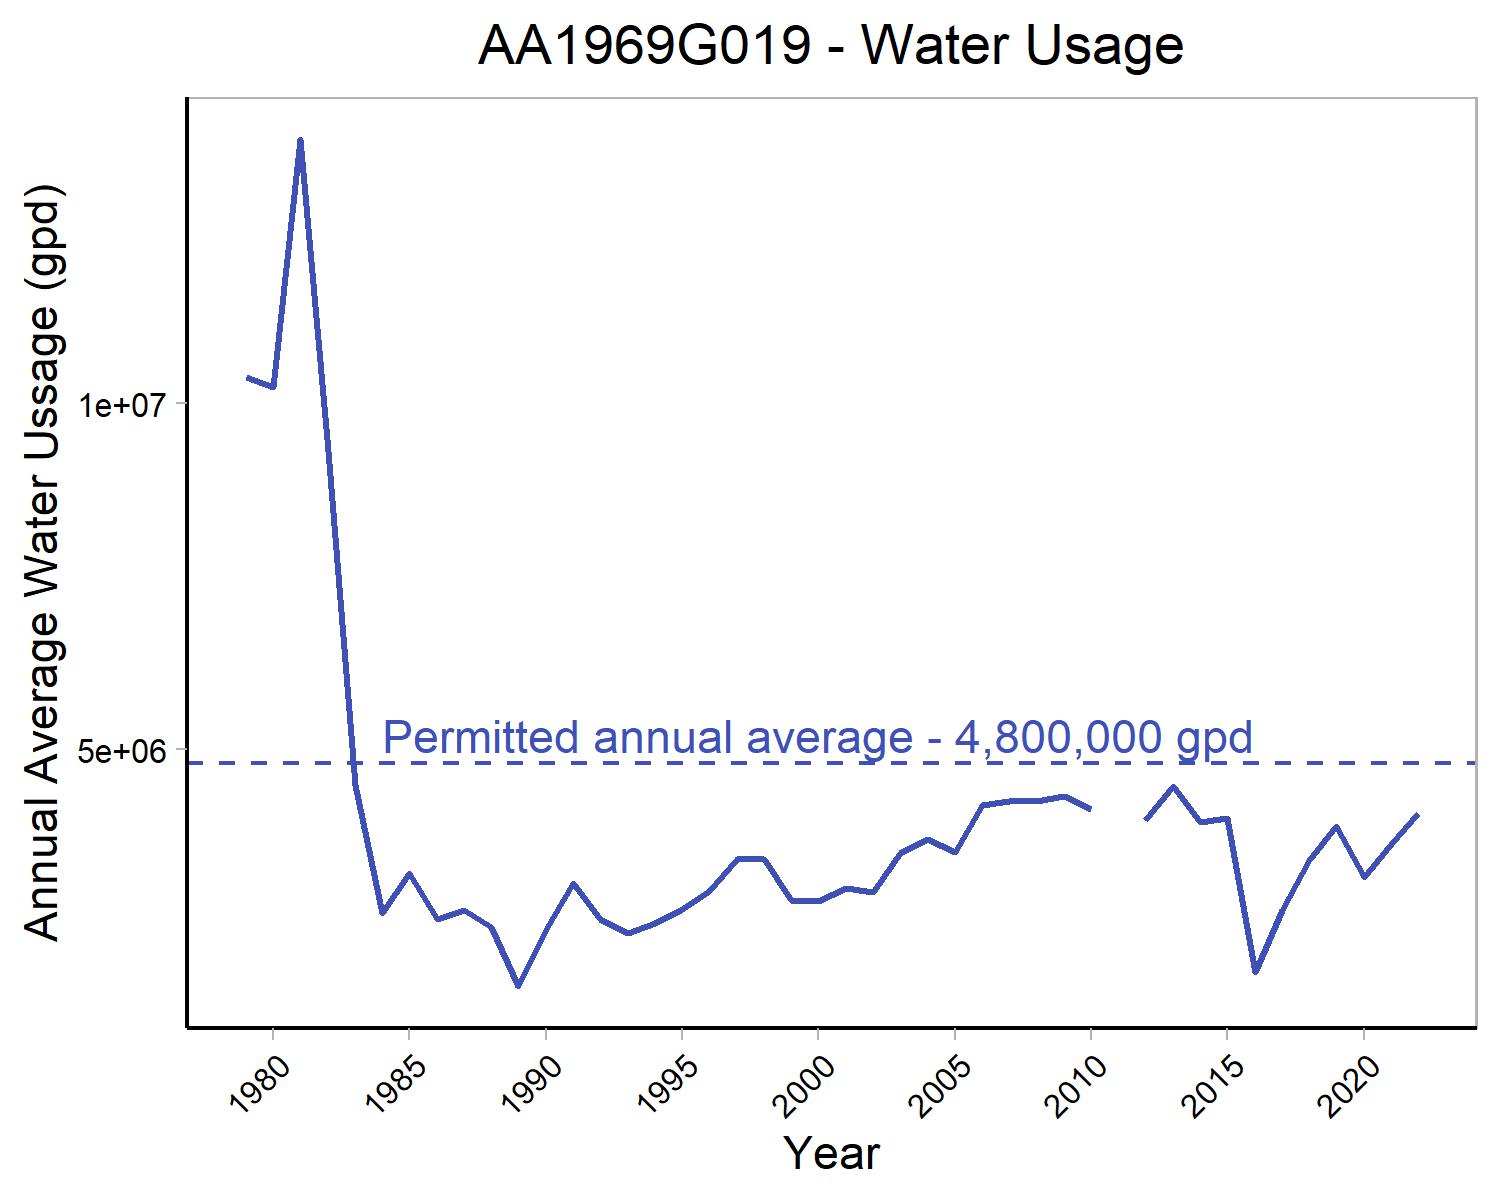 AA1969G019 - Water Usage
Annual Average Water Ussage (gpd)
1e+07
5e+06
Permitted annual average - 4,800,000 gpd
1980 1985 1990 1995 2000 2005 2010 2015 2020
Year